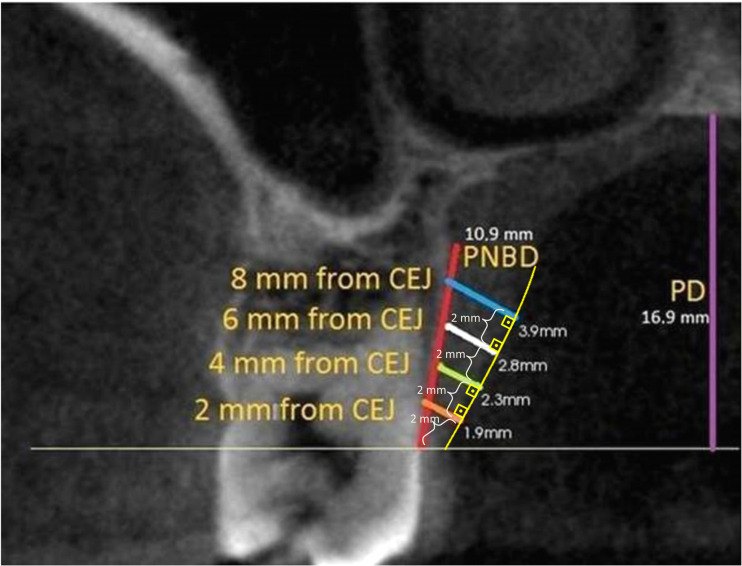 10,9 mm
PNBD
8 mm from CEJ
PD
16.9 mm
2 mm
6 mm from CEJ
3.9mm
2 mm
2.8mm
4 mm from CEJ
2 mm
2.3mm
2 mm from CEJ
2 mm
1.9mm